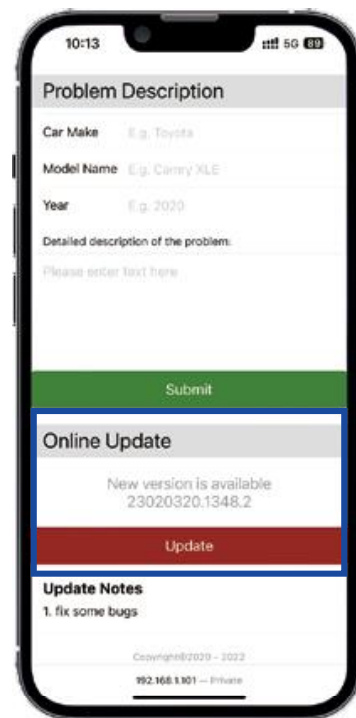 10:13
5G 89
Problem Description
Car Make E.g. Toyota
Model Name E.g. Camry XLE
Year E.g. 2020
Detailed description of the problem:
Please enter text here
Submit
Online Update
New version is available
23020320.1348.2
Update
Update Notes
1. fix some bugs
Copyright©2020 - 2022
192.168.1.101 — Private